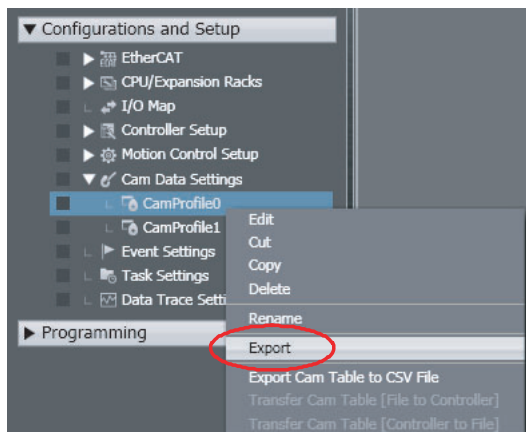 ▼ Configurations and Setup
▶ EtherCAT
▶ CPU/Expansion Racks
I/O Map
▶ Controller Setup
▶ Motion Control Setup
▼ Cam Data Settings
CamProfile0
CamProfile1
Event Settings
Task Settings
Data Trace Setti
▶ Programming
Edit
Cut
Copy
Delete
Rename
Export
Export Cam Table to CSV File
Transfer Cam Table [File to Controller]
Transfer Cam Table [Controller to File]